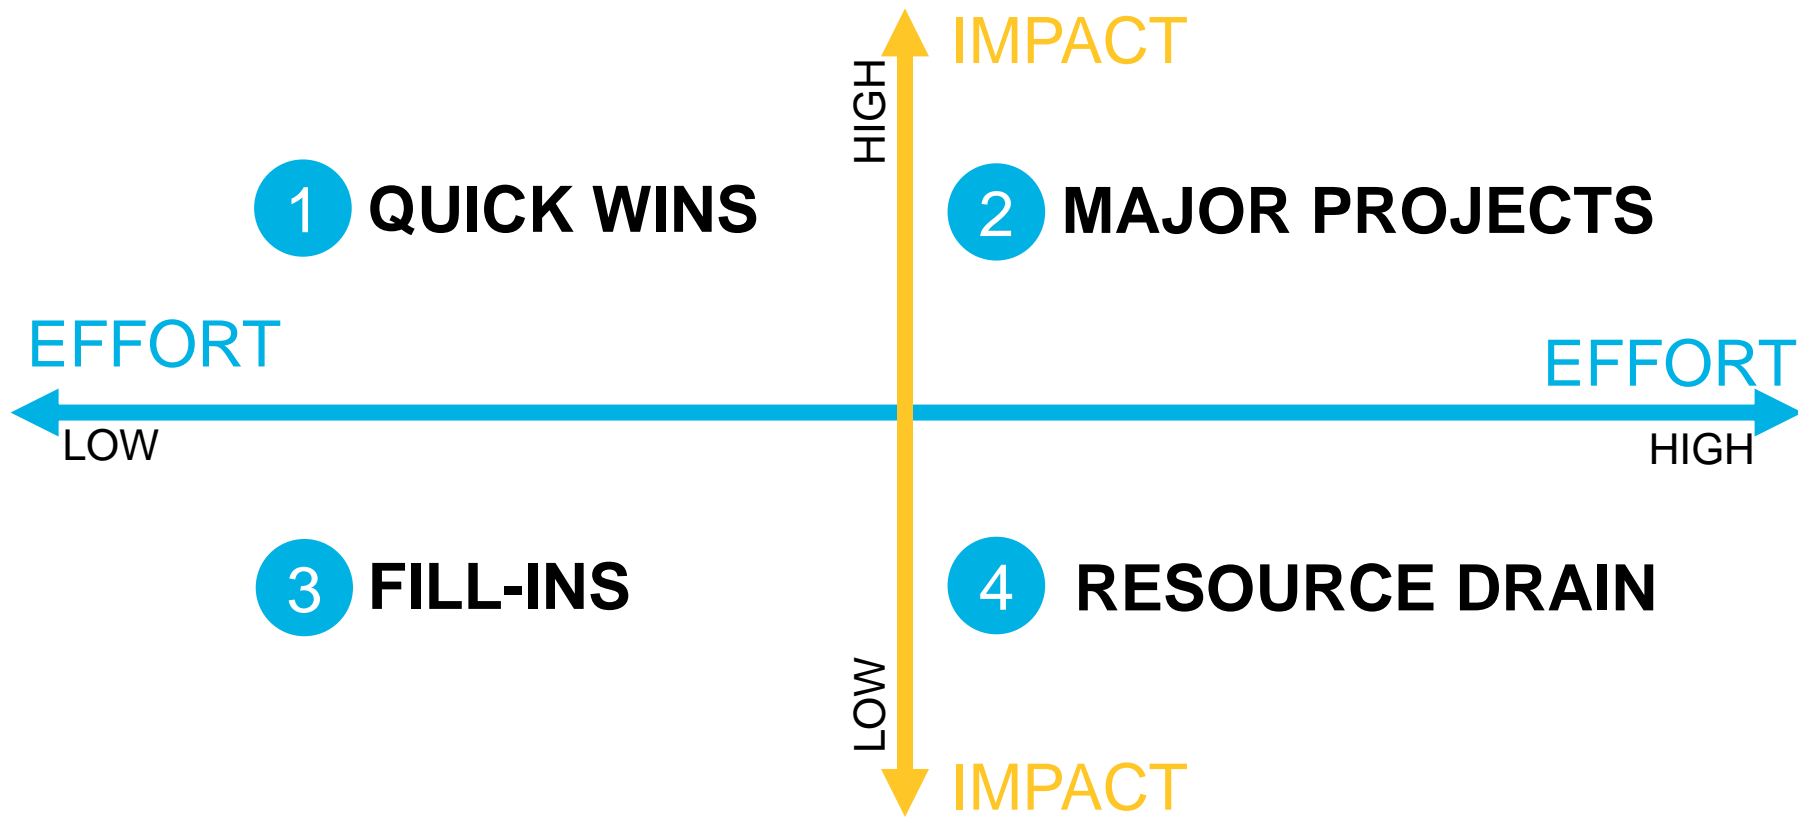 IMPACT
HIGH
1 QUICK WINS
2 MAJOR PROJECTS
EFFORT
EFFORT
LOW
HIGH
3 FILL-INS
4 RESOURCE DRAIN
LOW
IMPACT